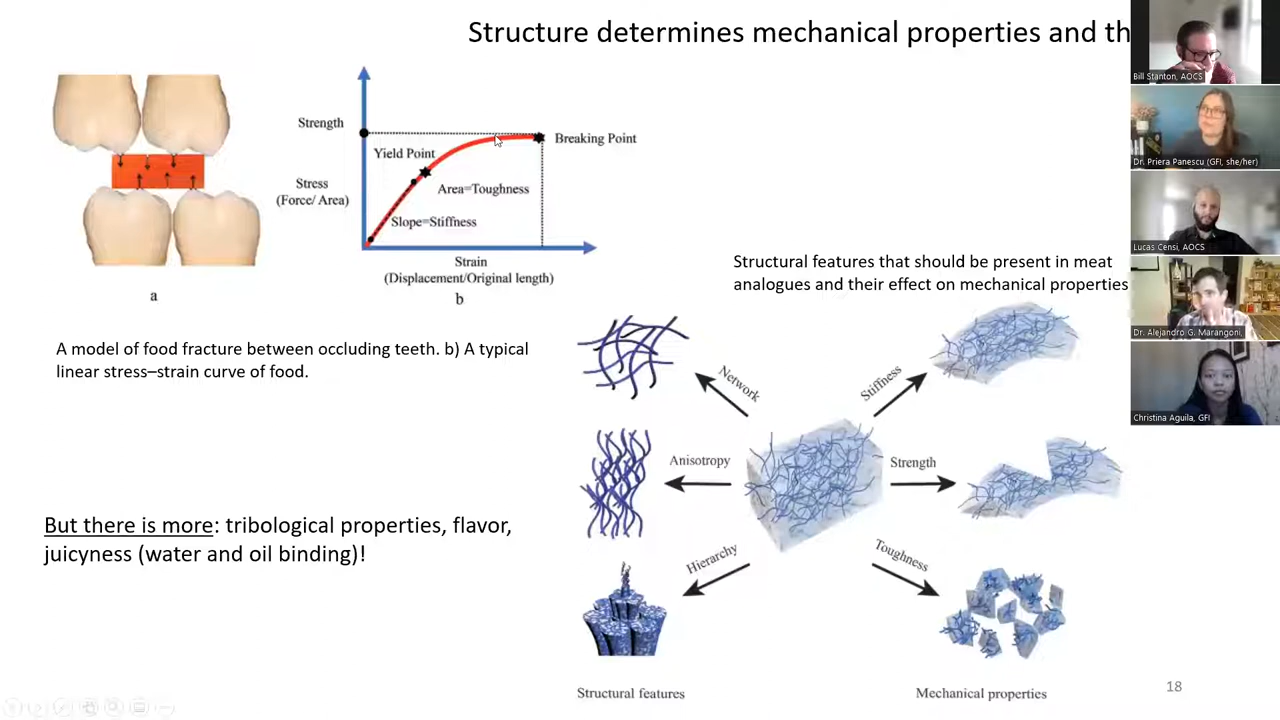 Structure determines mechanical properties and th
Strength
Yield Point
Breaking Point
Stress
(Force/ Area)
Area=Toughness
Slope=Stiffness
Strain
(Displacement/Original length)
a
b
A model of food fracture between occluding teeth. b) A typical
linear stress–strain curve of food.
Structural features that should be present in meat
analogues and their effect on mechanical properties
Network
Stiffness
Anisotropy
Strength
Hierarchy
Toughness
Structural features
Mechanical properties
But there is more: tribological properties, flavor,
juicyness (water and oil binding)!
18
Bill Stanton, AOCS
Dr. Priera Panescu (GFI, she/her)
Lucas Censi, AOCS
Dr. Alejandro G. Marangoni,
Christina Aguila, GFI